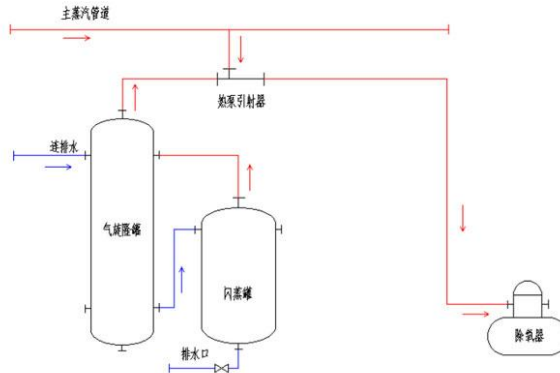 主蒸汽管道
热泵引射器
连排水
气旋隆罐
闪蒸罐
除氧器
排水口